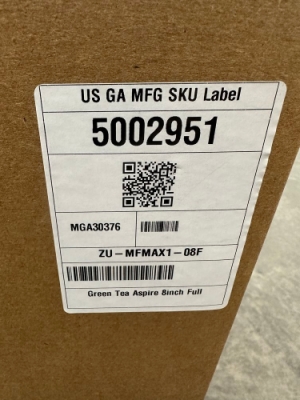 US GA MFG SKU Label
5002951
MGA30376
ZU-MFMAX1-08F
Green Tea Aspire 8inch Full